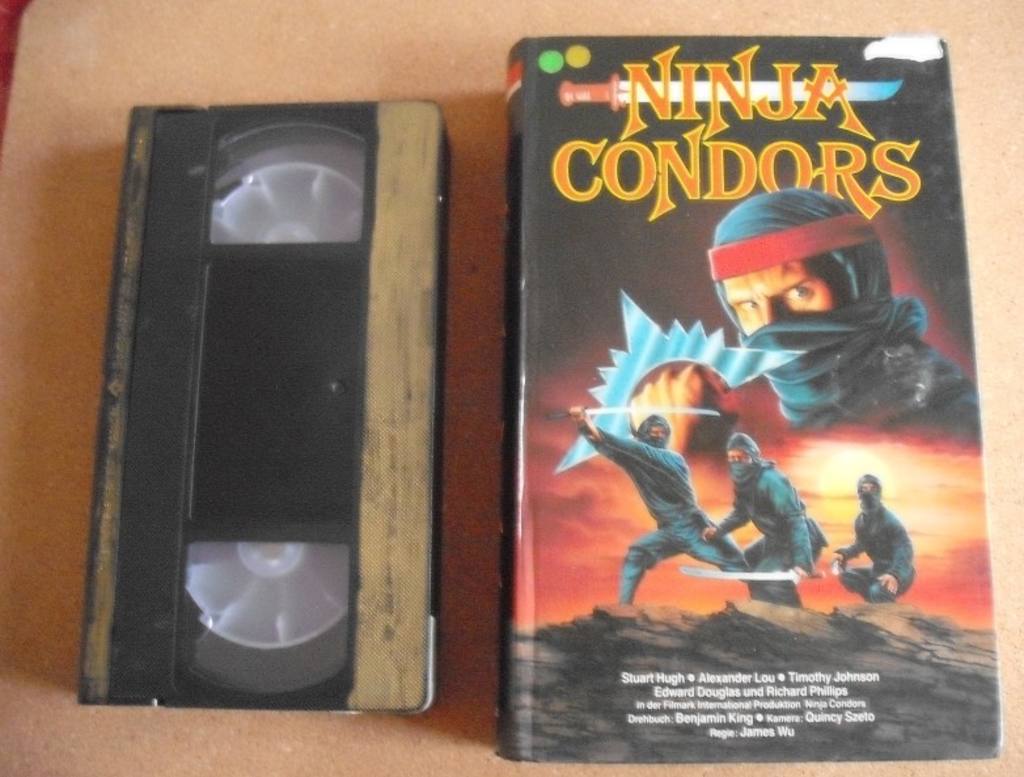 NINJA
CONDORS
Stuart Hugh • Alexander Lou • Timothy Johnson
Edward Douglas und Richard Phillips
in der Filmark International Produktion Ninja Condors
Drehbuch: Benjamin King • Kamera: Quincy Szeto
Regie: James Wu